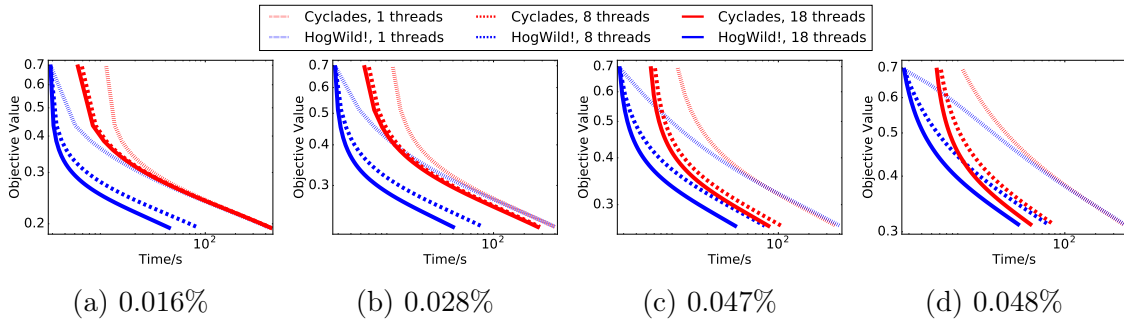 Cyclades, 1 threads Cyclades, 8 threads Cyclades, 18 threads
HogWild!, 1 threads HogWild!, 8 threads HogWild!, 18 threads
Objective Value
0.7
0.6
0.5
0.4
0.3
0.2
10²
Time/s
(a) 0.016%
Objective Value
0.7
0.6
0.5
0.4
0.3
10²
Time/s
(b) 0.028%
Objective Value
0.7
0.6
0.5
0.4
0.3
10²
Time/s
(c) 0.047%
Objective Value
0.7
0.6
0.5
0.4
0.3
10²
Time/s
(d) 0.048%